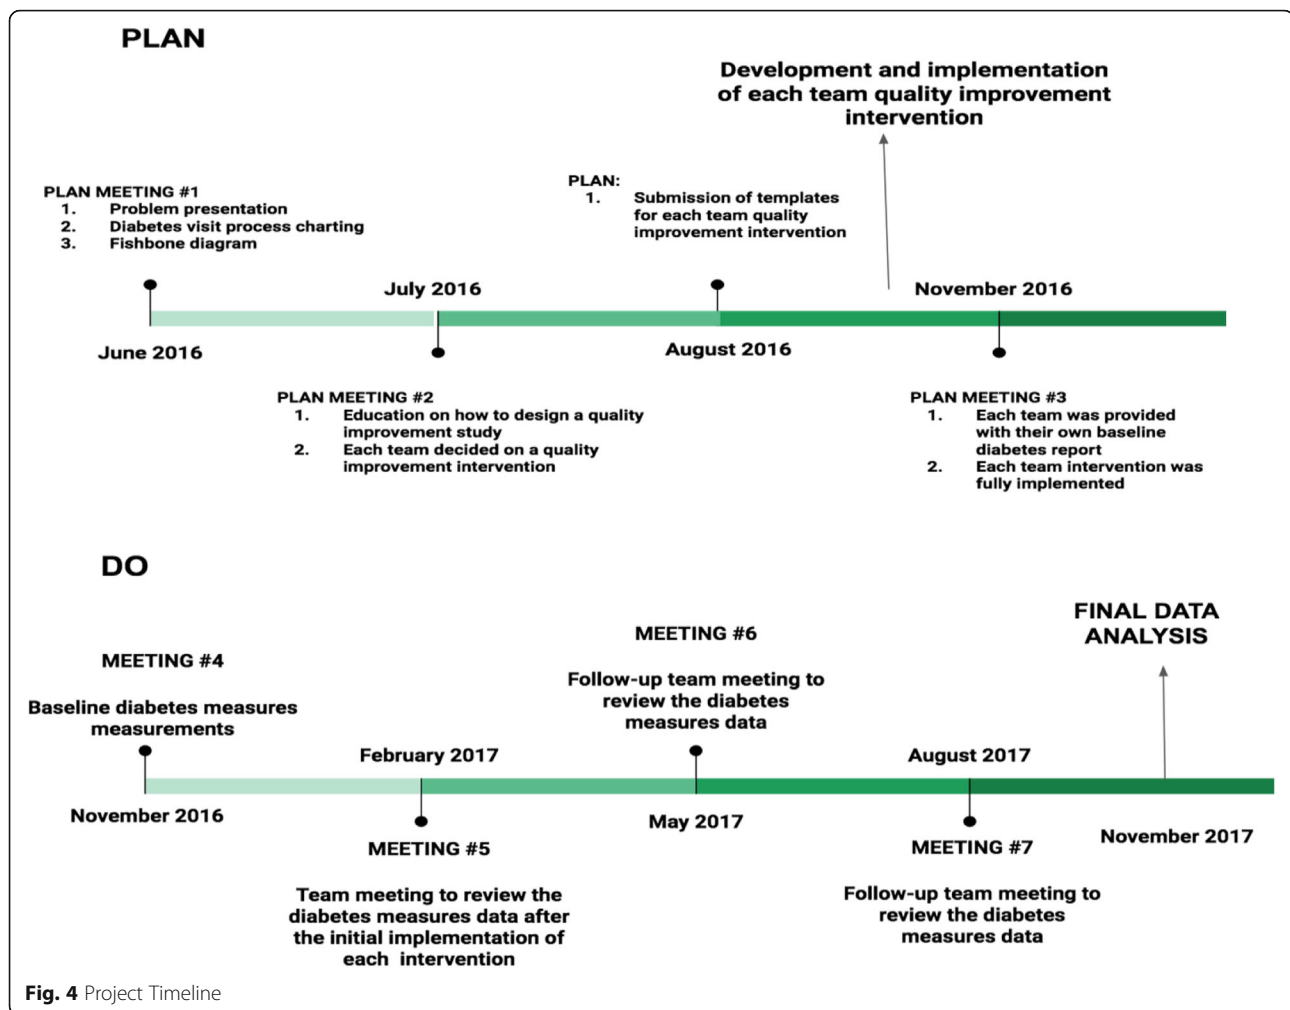 PLAN
Development and implementation
of each team quality improvement
intervention
PLAN MEETING #1
1. Problem presentation
2. Diabetes visit process charting
3. Fishbone diagram
PLAN:
1. Submission of templates
for each team quality
improvement intervention
July 2016
November 2016
June 2016
August 2016
PLAN MEETING #2
1. Education on how to design a quality
improvement study
2. Each team decided on a quality
improvement intervention
PLAN MEETING #3
1. Each team was provided
with their own baseline
diabetes report
2. Each team intervention was
fully implemented
DO
MEETING #4
Baseline diabetes measures
measurements
MEETING #6
Follow-up team meeting to
review the diabetes
measures data
FINAL DATA
ANALYSIS
February 2017
August 2017
November 2016
May 2017
November 2017
MEETING #5
Team meeting to review the
diabetes measures data after
the initial implementation of
each intervention
MEETING #7
Follow-up team meeting to
review the diabetes
measures data
Fig. 4 Project Timeline